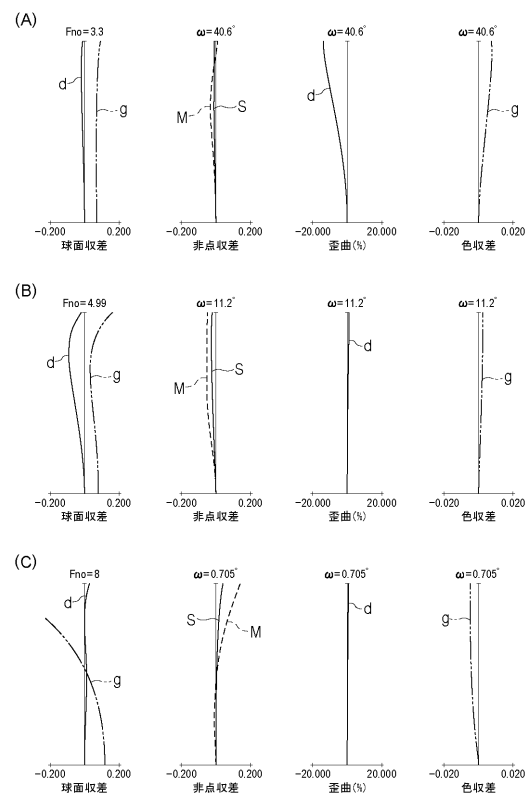 (A)
Fno=3.3 ω=40.6° ω=40.6° ω=40.6°
d g M S d g
-0.200 0.200 -0.200 0.200 -20.000 20.000 -0.020 0.020
球面収差 非点収差 歪曲(%) 色収差
(B)
Fno=4.99 ω=11.2° ω=11.2° ω=11.2°
d g M S d g
-0.200 0.200 -0.200 0.200 -20.000 20.000 -0.020 0.020
球面収差 非点収差 歪曲(%) 色収差
(C)
Fno=8 ω=0.705° ω=0.705° ω=0.705°
d g S M d g
-0.200 0.200 -0.200 0.200 -20.000 20.000 -0.020 0.020
球面収差 非点収差 歪曲(%) 色収差